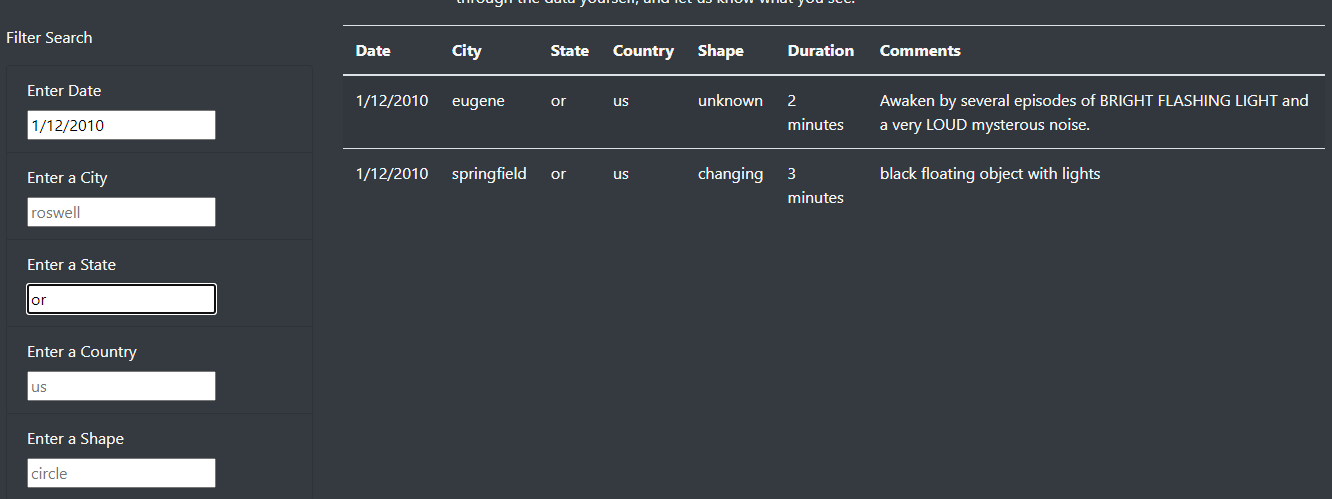 through the data yourself, and let us know what you see.
Filter Search
Enter Date
1/12/2010
Enter a City
roswell
Enter a State
or
Enter a Country
us
Enter a Shape
circle
Date City State Country Shape Duration Comments
1/12/2010 eugene or us unknown 2 minutes Awaken by several episodes of BRIGHT FLASHING LIGHT and
a very LOUD mysterous noise.
1/12/2010 springfield or us changing 3 minutes black floating object with lights